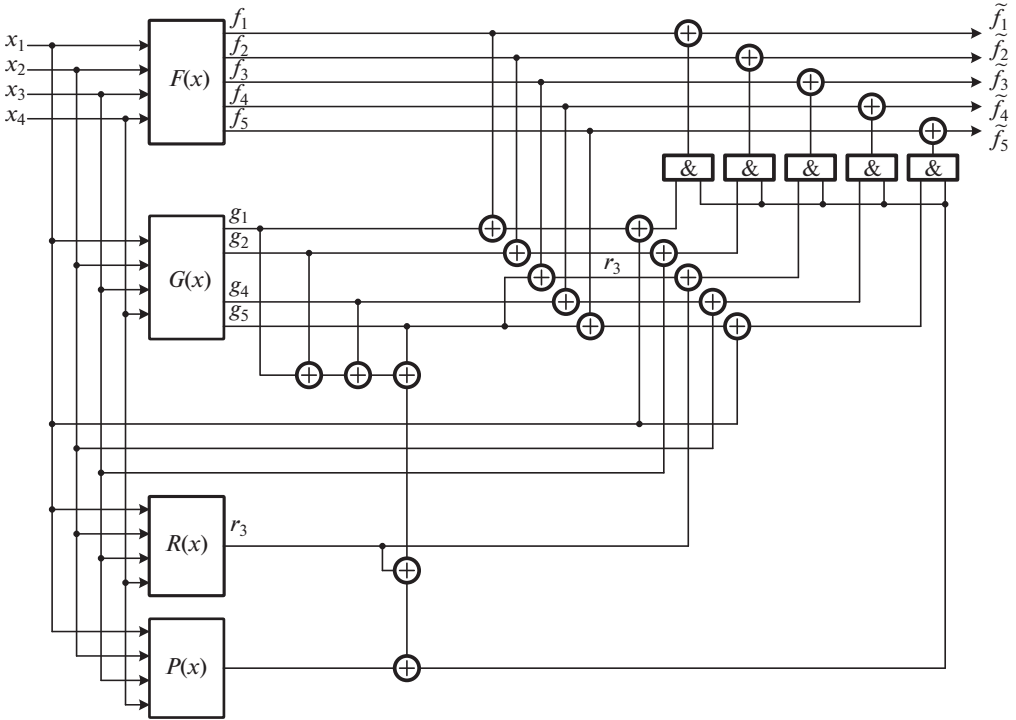 x₁
x₂
x₃
x₄
F(x)
f₁
f₂
f₃
f₄
f₅
f̃₁
f̃₂
f̃₃
f̃₄
f̃₅
& & & & &
G(x)
g₁
g₂
g₄
g₅
r₃
R(x)
r₃
P(x)